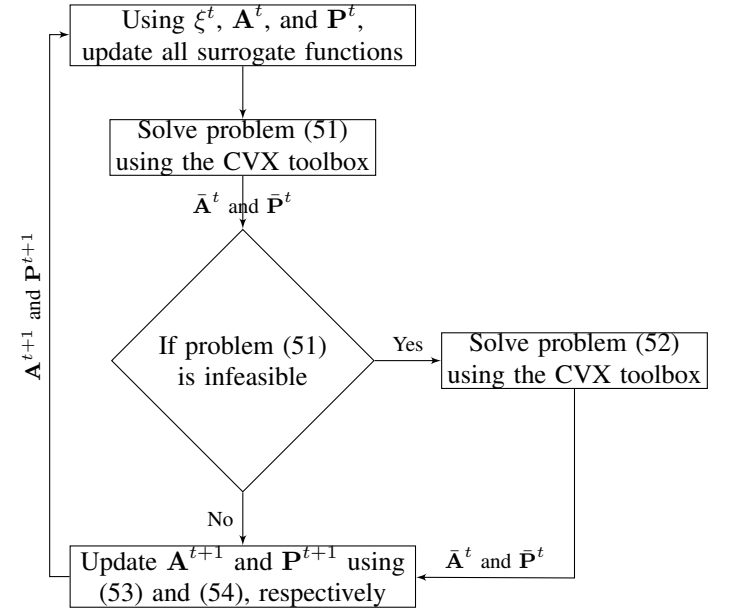 Using ξ^t, A^t, and P^t,
update all surrogate functions
Solve problem (51)
using the CVX toolbox
Ā^t and P̄^t
If problem (51)
is infeasible
Yes
Solve problem (52)
using the CVX toolbox
No
Ā^t and P̄^t
Update A^{t+1} and P^{t+1} using
(53) and (54), respectively
A^{t+1} and P^{t+1}